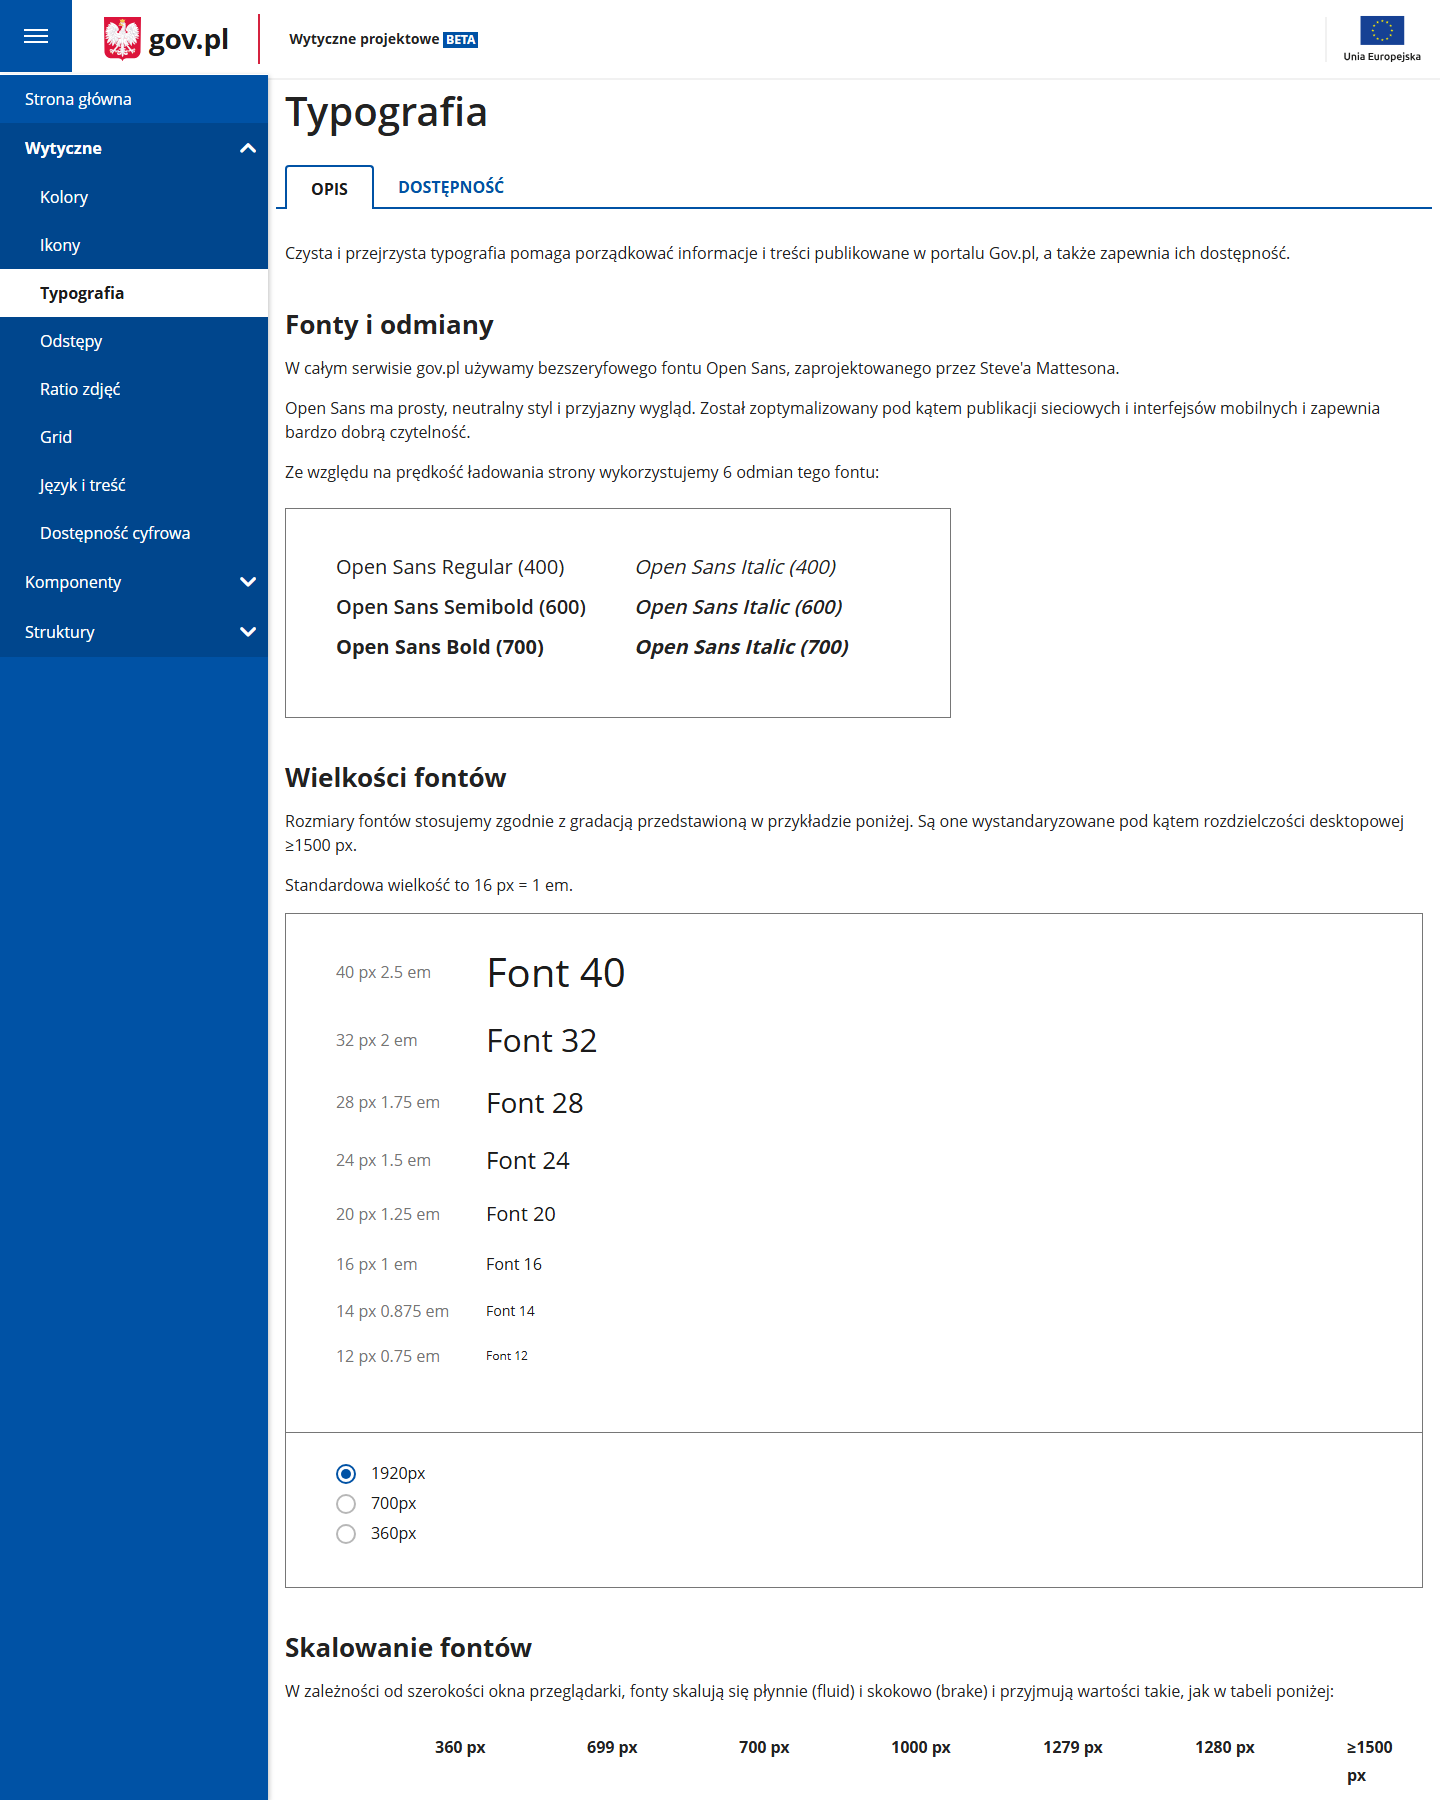 gov.pl
Wytyczne projektowe BETA
Unia Europejska
Strona główna
Wytyczne
Kolory
Ikony
Typografia
Odstępy
Ratio zdjęć
Grid
Język i treść
Dostępność cyfrowa
Komponenty
Struktury
Typografia
OPIS
DOSTĘPNOŚĆ
Czysta i przejrzysta typografia pomaga porządkować informacje i treści publikowane w portalu Gov.pl, a także zapewnia ich dostępność.
Fonty i odmiany
W całym serwisie gov.pl używamy bezszeryfowego fontu Open Sans, zaprojektowanego przez Steve'a Mattesona.
Open Sans ma prosty, neutralny styl i przyjazny wygląd. Został zoptymalizowany pod kątem publikacji sieciowych i interfejsów mobilnych i zapewnia
bardzo dobrą czytelność.
Ze względu na prędkość ładowania strony wykorzystujemy 6 odmian tego fontu:
Open Sans Regular (400) Open Sans Italic (400)
Open Sans Semibold (600) Open Sans Italic (600)
Open Sans Bold (700) Open Sans Italic (700)
Wielkości fontów
Rozmiary fontów stosujemy zgodnie z gradacją przedstawioną w przykładzie poniżej. Są one wystandaryzowane pod kątem rozdzielczości desktopowej
≥1500 px.
Standardowa wielkość to 16 px = 1 em.
40 px 2.5 em Font 40
32 px 2 em Font 32
28 px 1.75 em Font 28
24 px 1.5 em Font 24
20 px 1.25 em Font 20
16 px 1 em Font 16
14 px 0.875 em Font 14
12 px 0.75 em Font 12
1920px
700px
360px
Skalowanie fontów
W zależności od szerokości okna przeglądarki, fonty skalują się płynnie (fluid) i skokowo (brake) i przyjmują wartości takie, jak w tabeli poniżej:
360 px 699 px 700 px 1000 px 1279 px 1280 px ≥1500
px